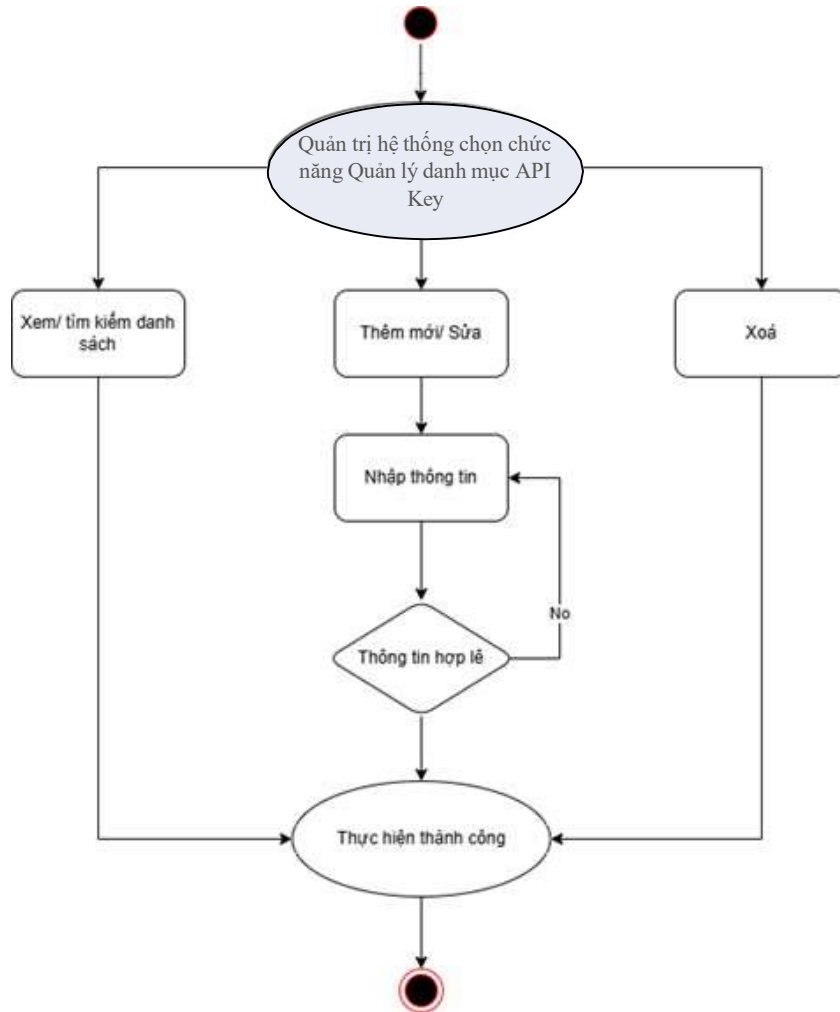 Quản trị hệ thống chọn chức
năng Quản lý danh mục API
Key
Xem/ tìm kiếm danh
sách
Thêm mới/ Sửa
Xoá
Nhập thông tin
No
Thông tin hợp lê
Thực hiện thành công